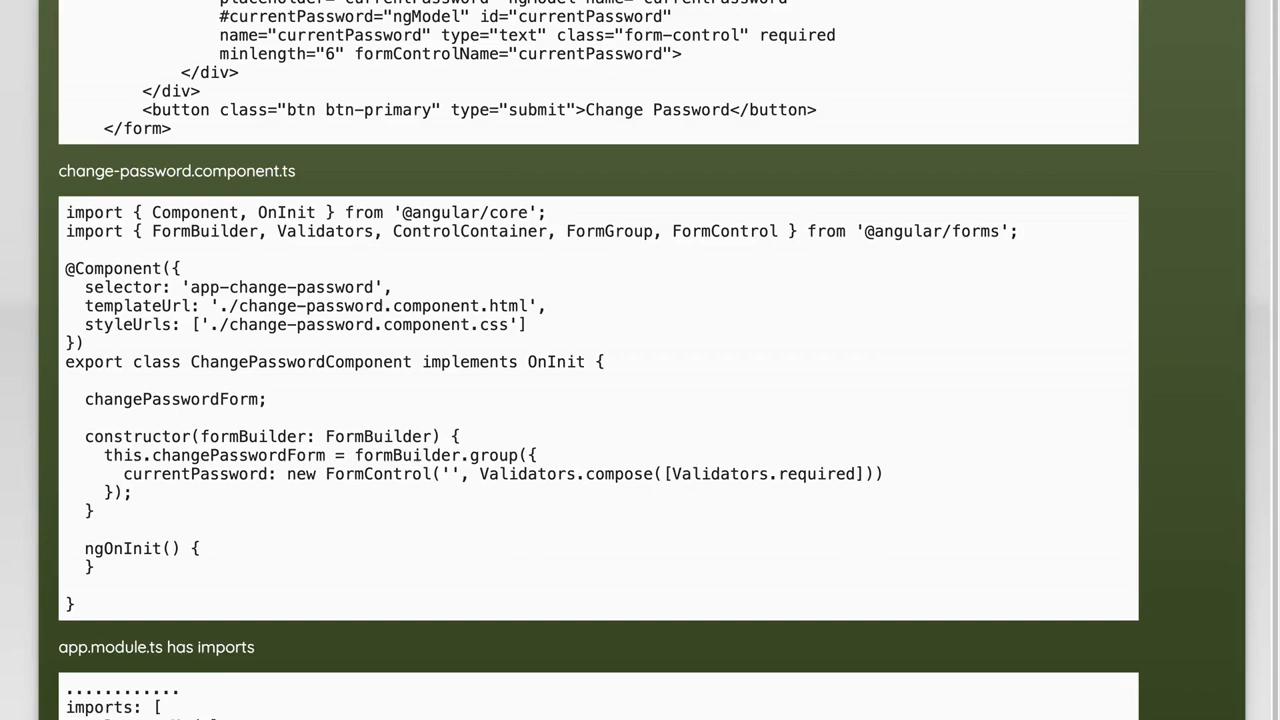 #currentPassword="ngModel" id="currentPassword"
name="currentPassword" type="text" class="form-control" required
minlength="6" formControlName="currentPassword">
</div>
</div>
<button class="btn btn-primary" type="submit">Change Password</button>
</form>
change-password.component.ts
import { Component, OnInit } from '@angular/core';
import { FormBuilder, Validators, ControlContainer, FormGroup, FormControl } from '@angular/forms';
@Component({
selector: 'app-change-password',
templateUrl: './change-password.component.html',
styleUrls: ['./change-password.component.css']
})
export class ChangePasswordComponent implements OnInit {
changePasswordForm;
constructor(formBuilder: FormBuilder) {
this.changePasswordForm = formBuilder.group({
currentPassword: new FormControl('', Validators.compose([Validators.required]))
});
}
ngOnInit() {
}
}
app.module.ts has imports
............
imports: [